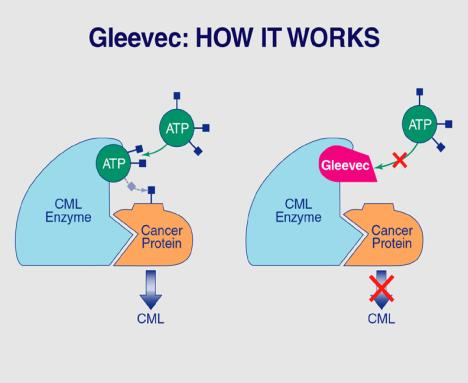 Gleevec: HOW IT WORKS
ATP
ATP
CML
Enzyme
Cancer
Protein
CML
ATP
Gleevec
CML
Enzyme
Cancer
Protein
CML